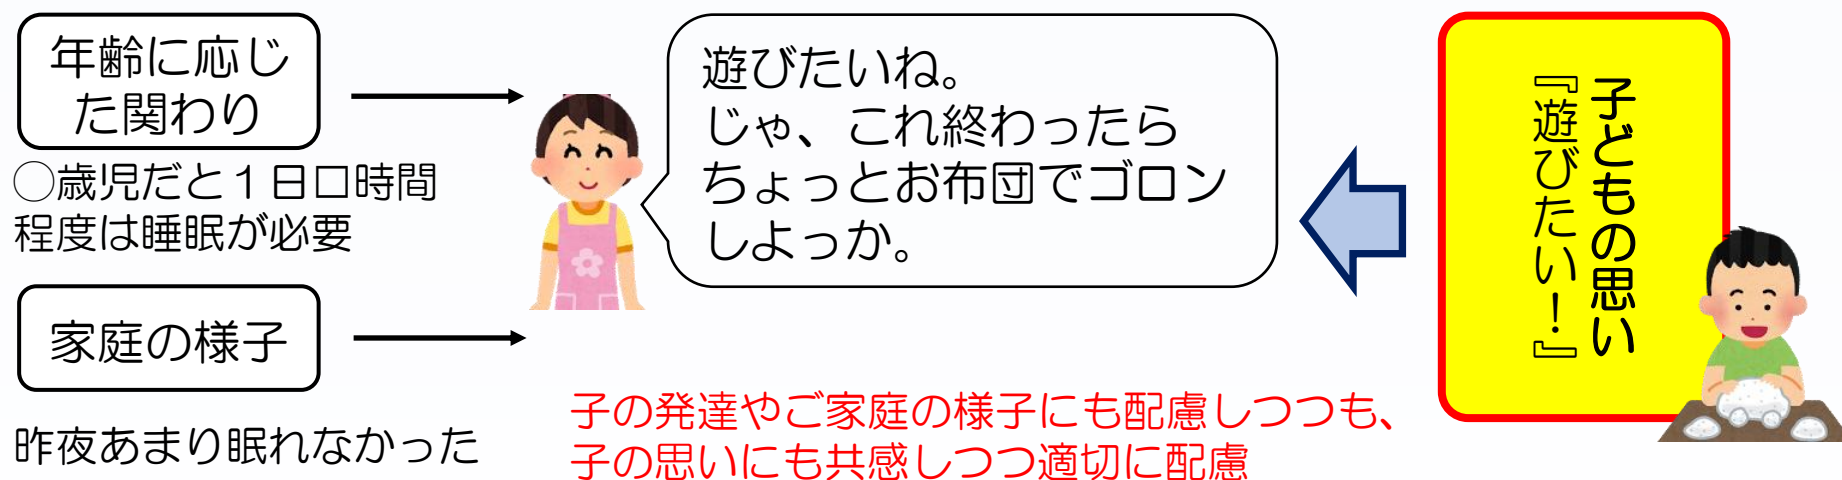 年齢に応じ
た関わり
◯歳児だと１日口時間
程度は睡眠が必要
家庭の様子
昨夜あまり眠れなかった
遊びたいね。
じゃ、これ終わったら
ちょっとお布団でゴロン
しよっか。
子どもの思い
『遊びたい！』
子の発達やご家庭の様子にも配慮しつつも、
子の思いにも共感しつつ適切に配慮